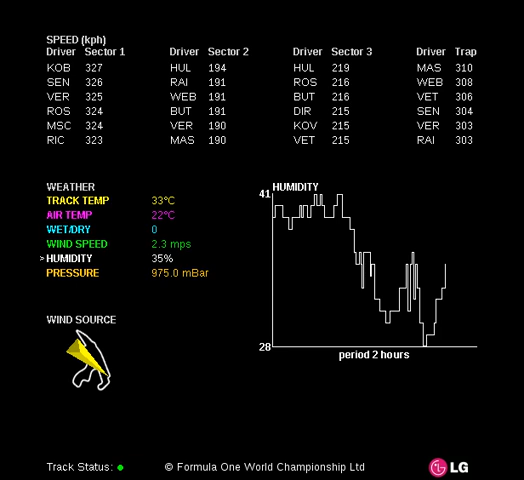 SPEED (kph)
Driver Sector 1 Driver Sector 2 Driver Sector 3 Driver Trap
KOB 327 HUL 194 HUL 219 MAS 310
SEN 326 RAI 191 ROS 216 WEB 308
VER 325 WEB 191 BUT 216 VET 306
ROS 324 BUT 191 DIR 215 SEN 304
MSC 324 VER 190 KOV 215 VER 303
RIC 323 MAS 190 VET 215 RAI 303
WEATHER
TRACK TEMP 33°C
AIR TEMP 22°C
WET/DRY 0
WIND SPEED 2.3 mps
>HUMIDITY 35%
PRESSURE 975.0 mBar
HUMIDITY
41
28
period 2 hours
WIND SOURCE
Track Status:
© Formula One World Championship Ltd
LG